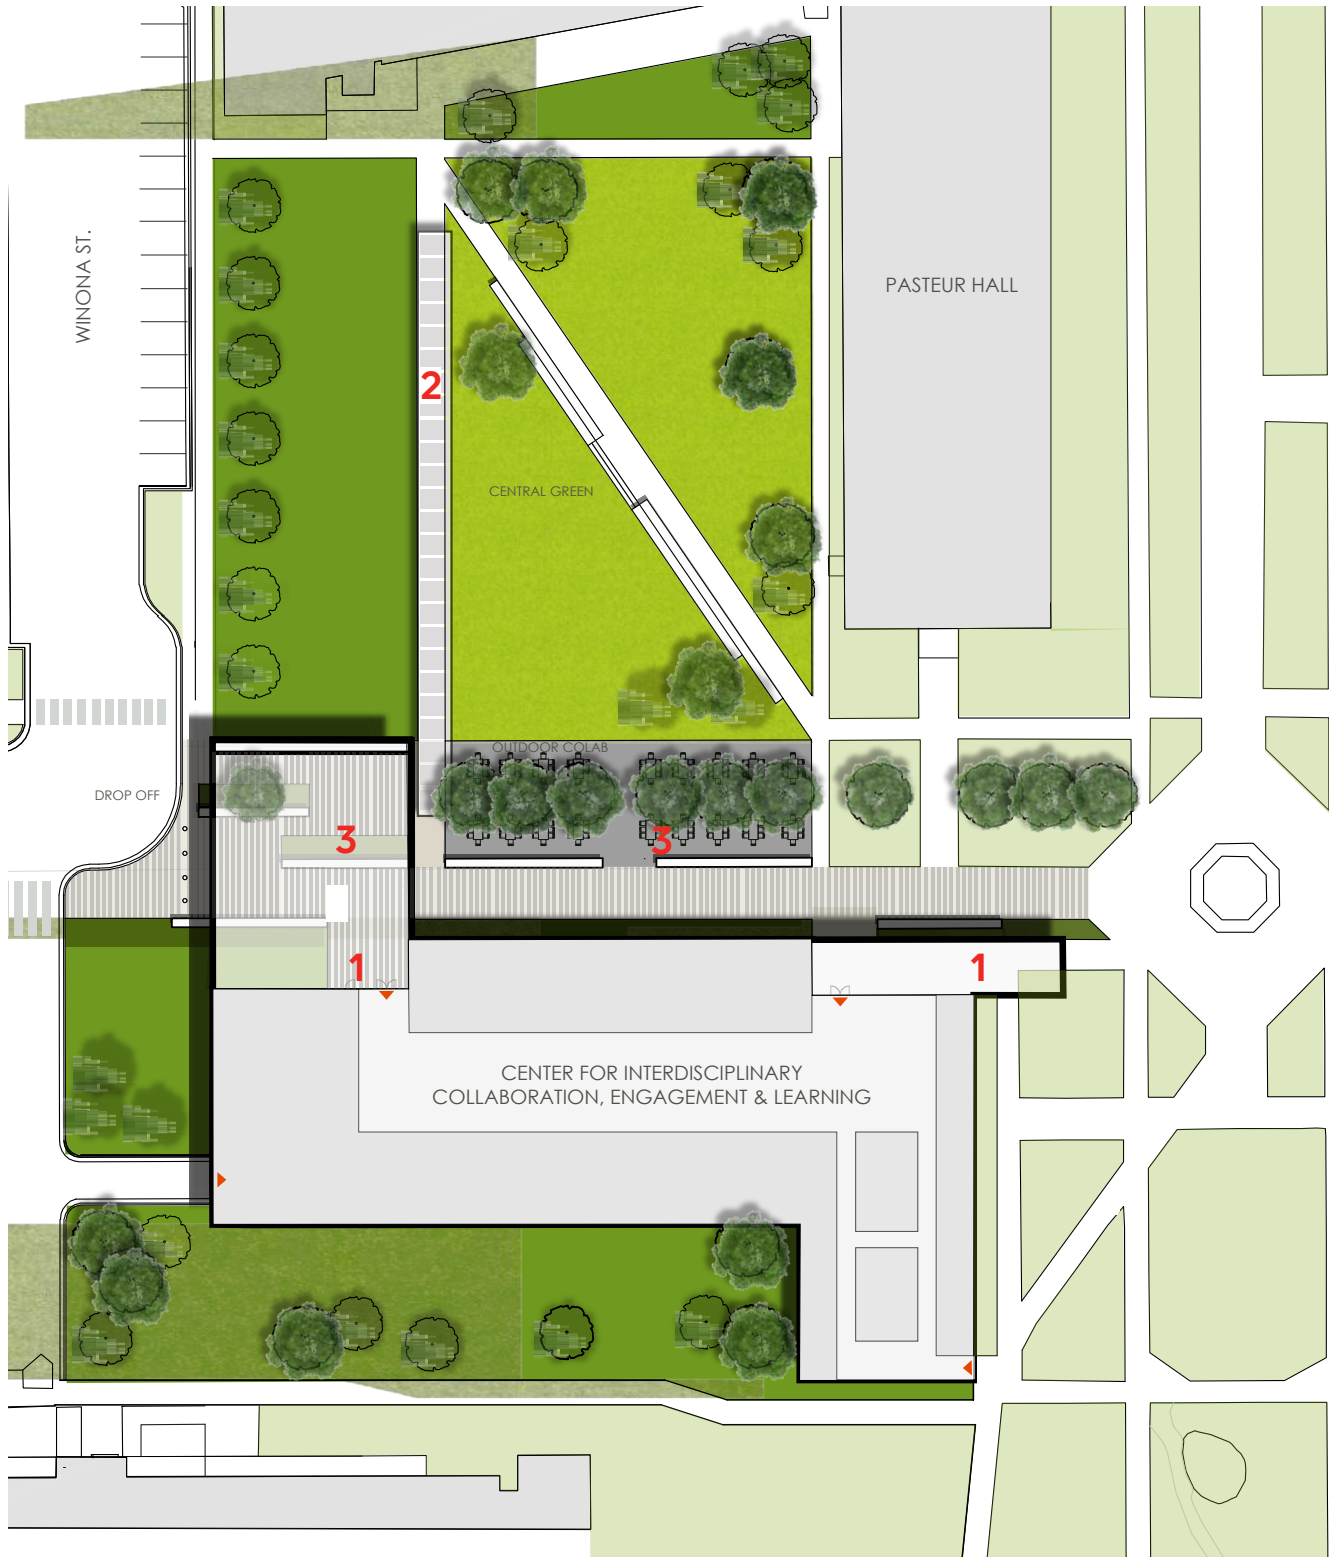 WINONA ST.
PASTEUR HALL
2
CENTRAL GREEN
OUTDOOR COLAB
DROP OFF
3
3
1
1
CENTER FOR INTERDISCIPLINARY
COLLABORATION, ENGAGEMENT & LEARNING